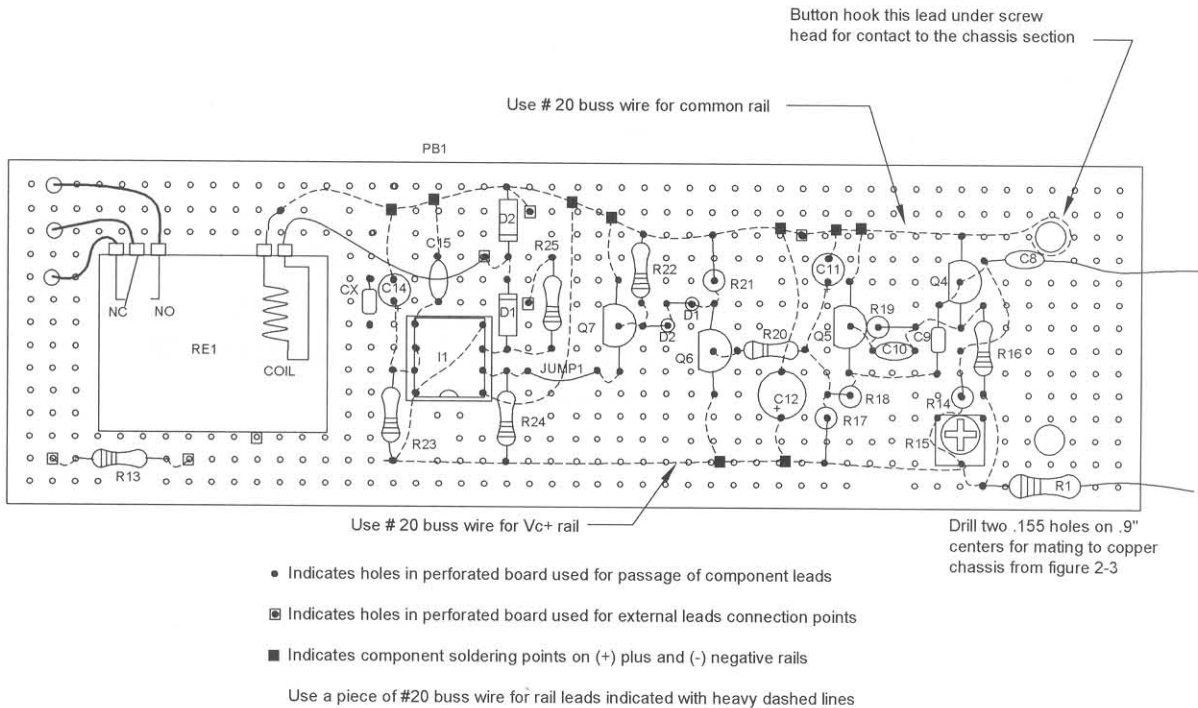 Button hook this lead under screw
head for contact to the chassis section
Use # 20 buss wire for common rail
PB1
D2
C15
R25
R22
R21
C11
Q4
C8
CX
C14
D1
NC
NO
Q7
D1
D2
R19
Q5
C9
R20
C10
R16
RE1
I1
Q6
COIL
JUMP1
C12
R18
R14
R17
R23
R24
R15
R13
R1
Use # 20 buss wire for Vc+ rail
Drill two .155 holes on .9"
centers for mating to copper
chassis from figure 2-3
Indicates holes in perforated board used for passage of component leads
Indicates holes in perforated board used for external leads connection points
Indicates component soldering points on (+) plus and (-) negative rails
Use a piece of #20 buss wire for rail leads indicated with heavy dashed lines